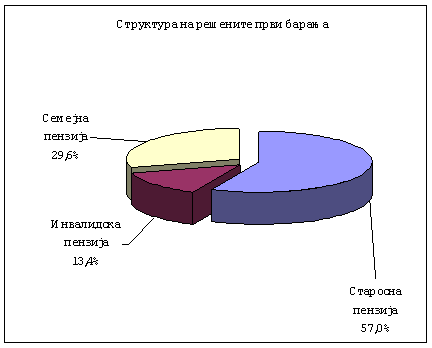 Структура на решените први барања
Семејна
пензија
29,6%
Инвалидска
пензија
13,4%
Старосна
пензија
57,0%